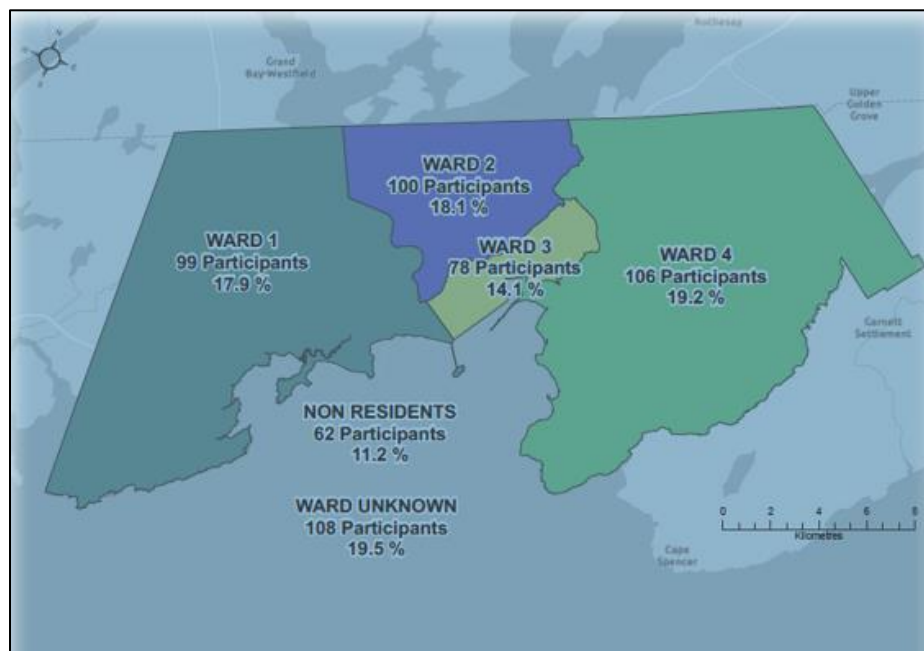 Rothesay
Grand
Bay-Westfield
Upper
Golden
Grove
WARD 2
100 Participants
18.1 %
WARD 1
99 Participants
17.9 %
WARD 3
78 Participants
14.1 %
WARD 4
106 Participants
19.2 %
Garnett
Settlement
NON RESIDENTS
62 Participants
11.2 %
WARD UNKNOWN
108 Participants
19.5 %
0 2 4 6 8
Kilometres
Cape
Spencer